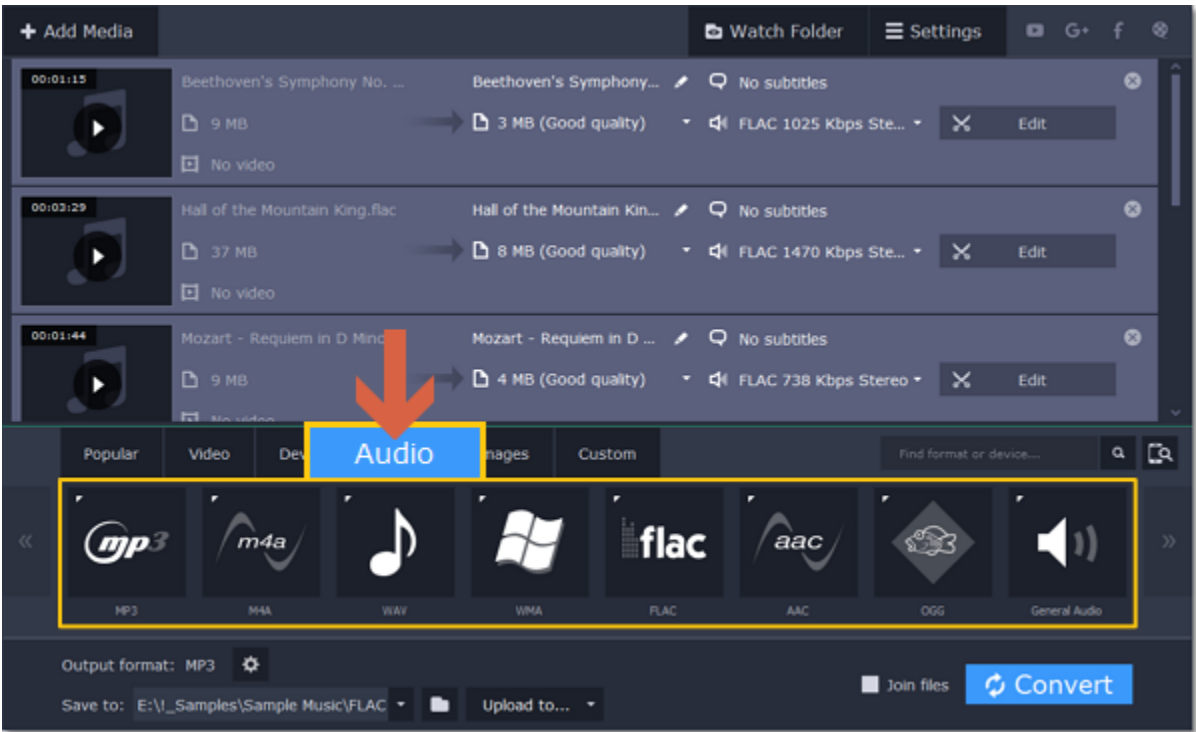 Add Media
Watch Folder
Settings
G+
f
00:01:15
Beethoven's Symphony No. ...
Beethoven's Symphony...
No subtitles
9 MB
3 MB (Good quality)
FLAC 1025 Kbps Ste...
Edit
No video
00:03:29
Hall of the Mountain King.flac
Hall of the Mountain Kin...
No subtitles
37 MB
8 MB (Good quality)
FLAC 1470 Kbps Ste...
Edit
No video
00:01:44
Mozart - Requiem in D Mino
Mozart - Requiem in D ...
No subtitles
9 MB
4 MB (Good quality)
FLAC 738 Kbps Stereo
Edit
No video
Popular
Video
Dev
Audio
mages
Custom
Find format or device...
mp3
m4a
flac
aac
MP3
M4A
WAV
WMA
FLAC
AAC
OGG
General Audio
Output format: MP3
Save to: E:\!_Samples\Sample Music\FLAC
Upload to...
Join files
Convert